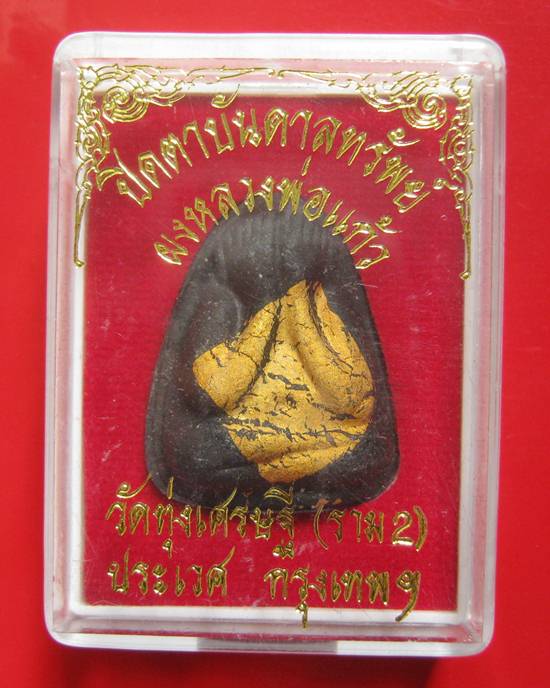 ปิดตาบันดาลทรัพย์
ผงหลวงพ่อแก้ว
วัดทุ่งเศรษฐี (ราม2)
ประเวศ กรุงเทพฯ